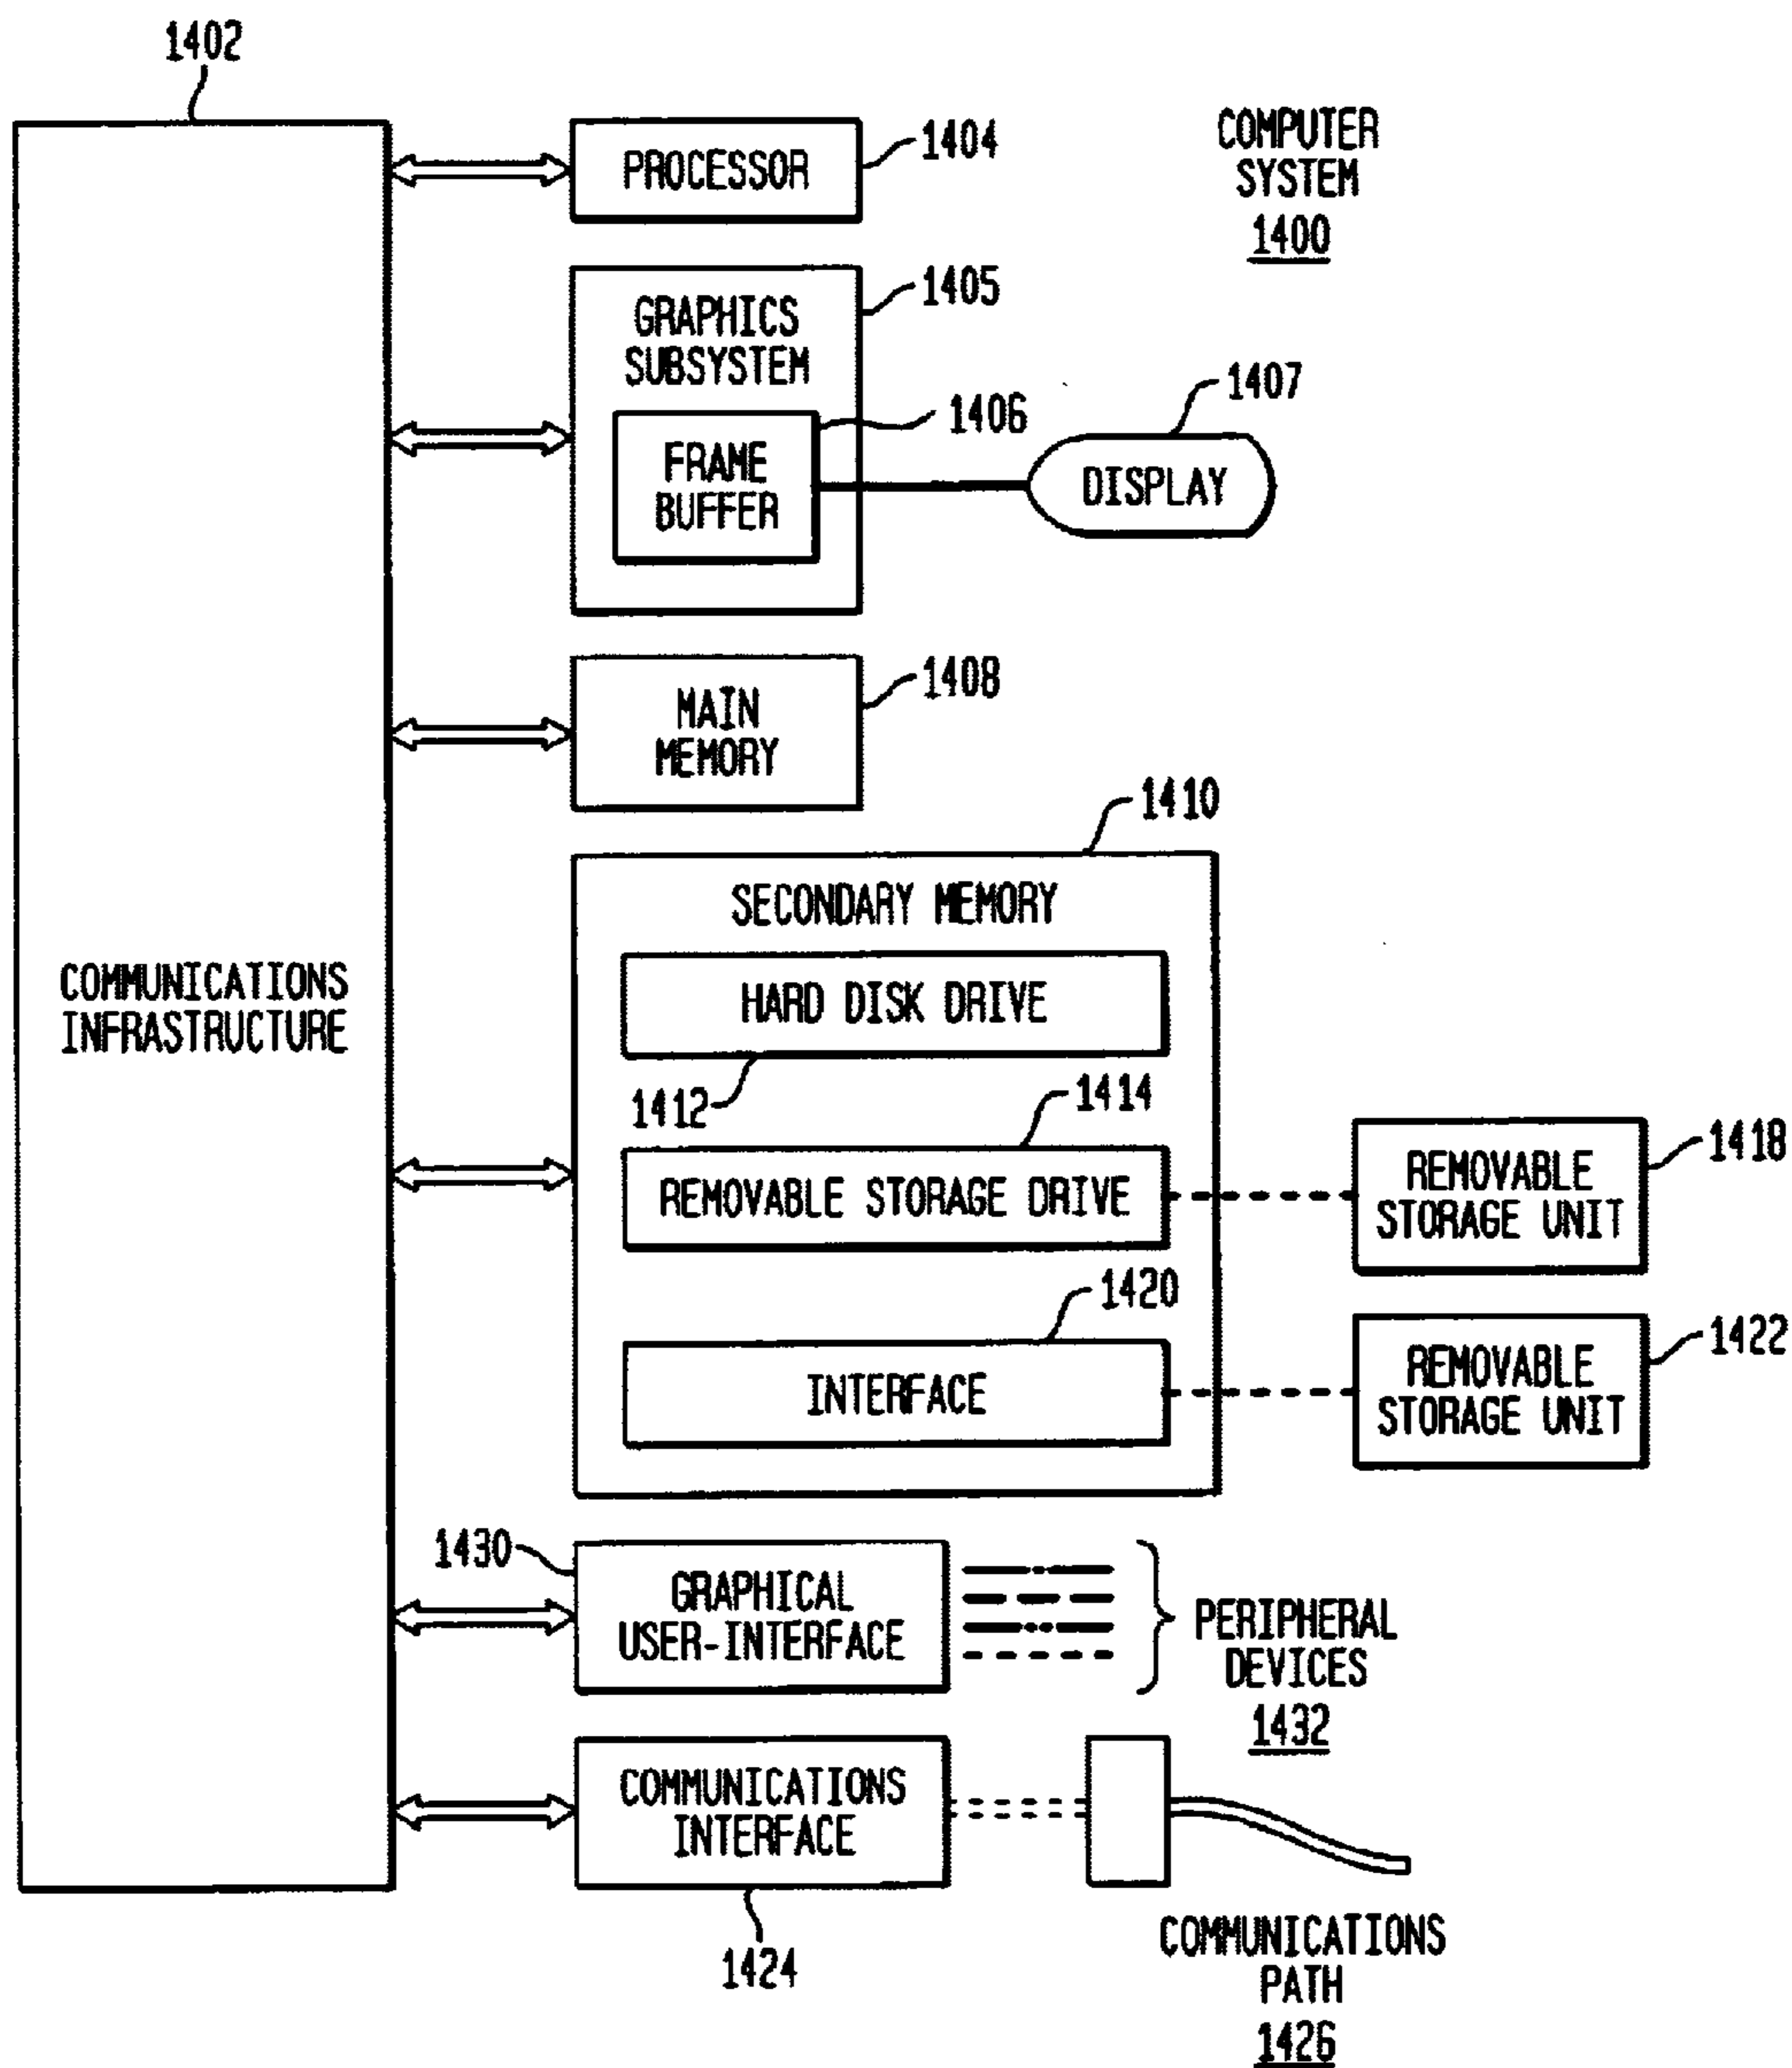 1402
PROCESSOR
1404
COMPUTER
SYSTEM
1400
GRAPHICS
SUBSYSTEM
1405
FRAME
BUFFER
1406
1407
DISPLAY
MAIN
MEMORY
1408
1410
SECONDARY MEMORY
HARD DISK DRIVE
1412
COMMUNICATIONS
INFRASTRUCTURE
1414
REMOVABLE STORAGE DRIVE
REMOVABLE
STORAGE UNIT
1418
1420
INTERFACE
REMOVABLE
STORAGE UNIT
1422
1430
GRAPHICAL
USER-INTERFACE
PERIPHERAL
DEVICES
1432
COMMUNICATIONS
INTERFACE
1424
COMMUNICATIONS
PATH
1426